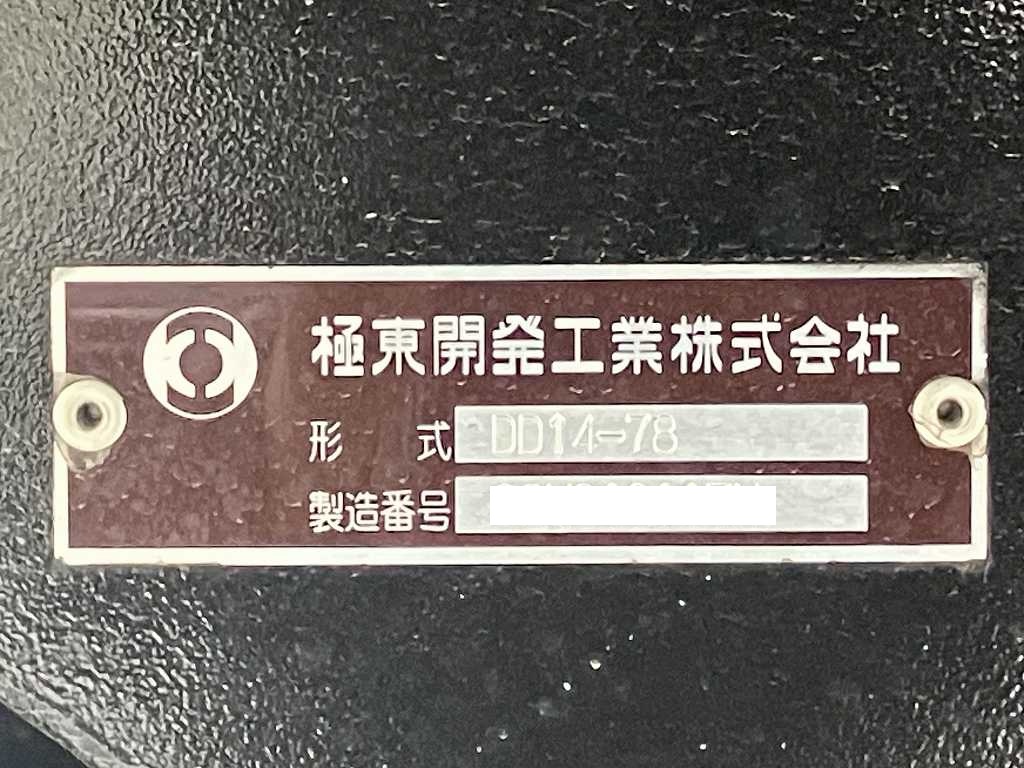 極東開発工業株式会社
形 式 DD14-78
製造番号